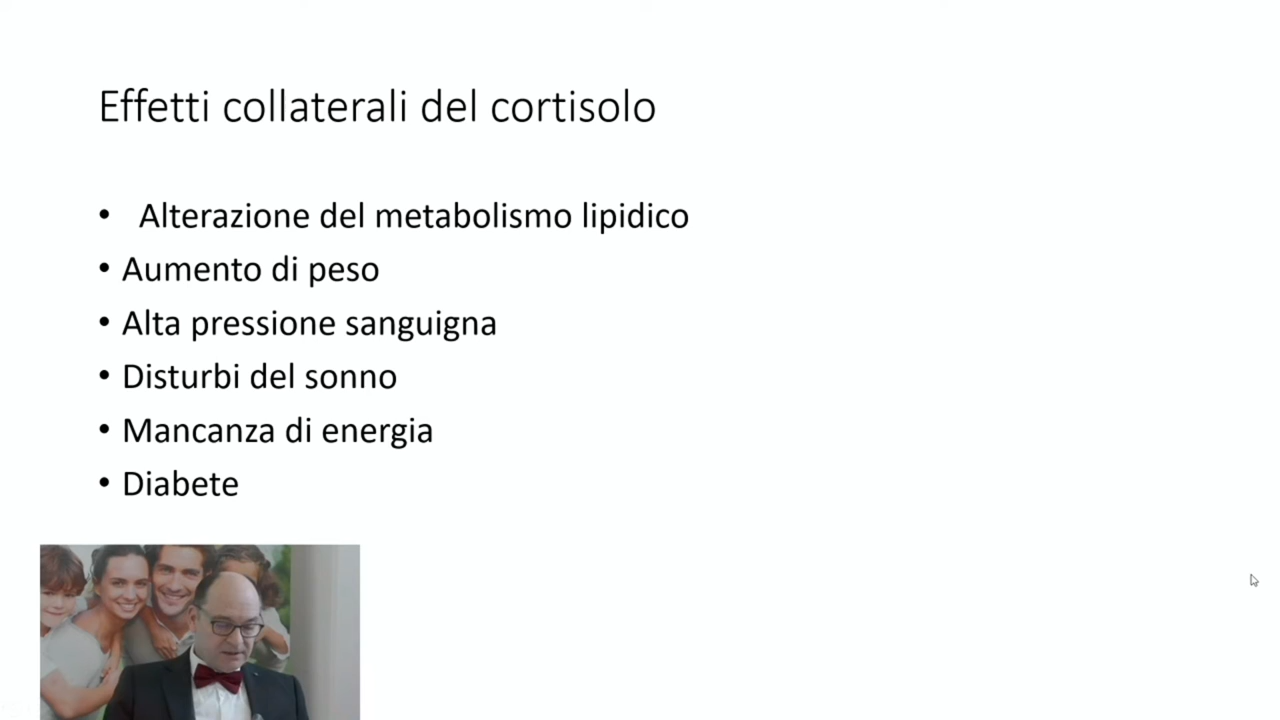 Effetti collaterali del cortisolo
• Alterazione del metabolismo lipidico
• Aumento di peso
• Alta pressione sanguigna
• Disturbi del sonno
• Mancanza di energia
• Diabete